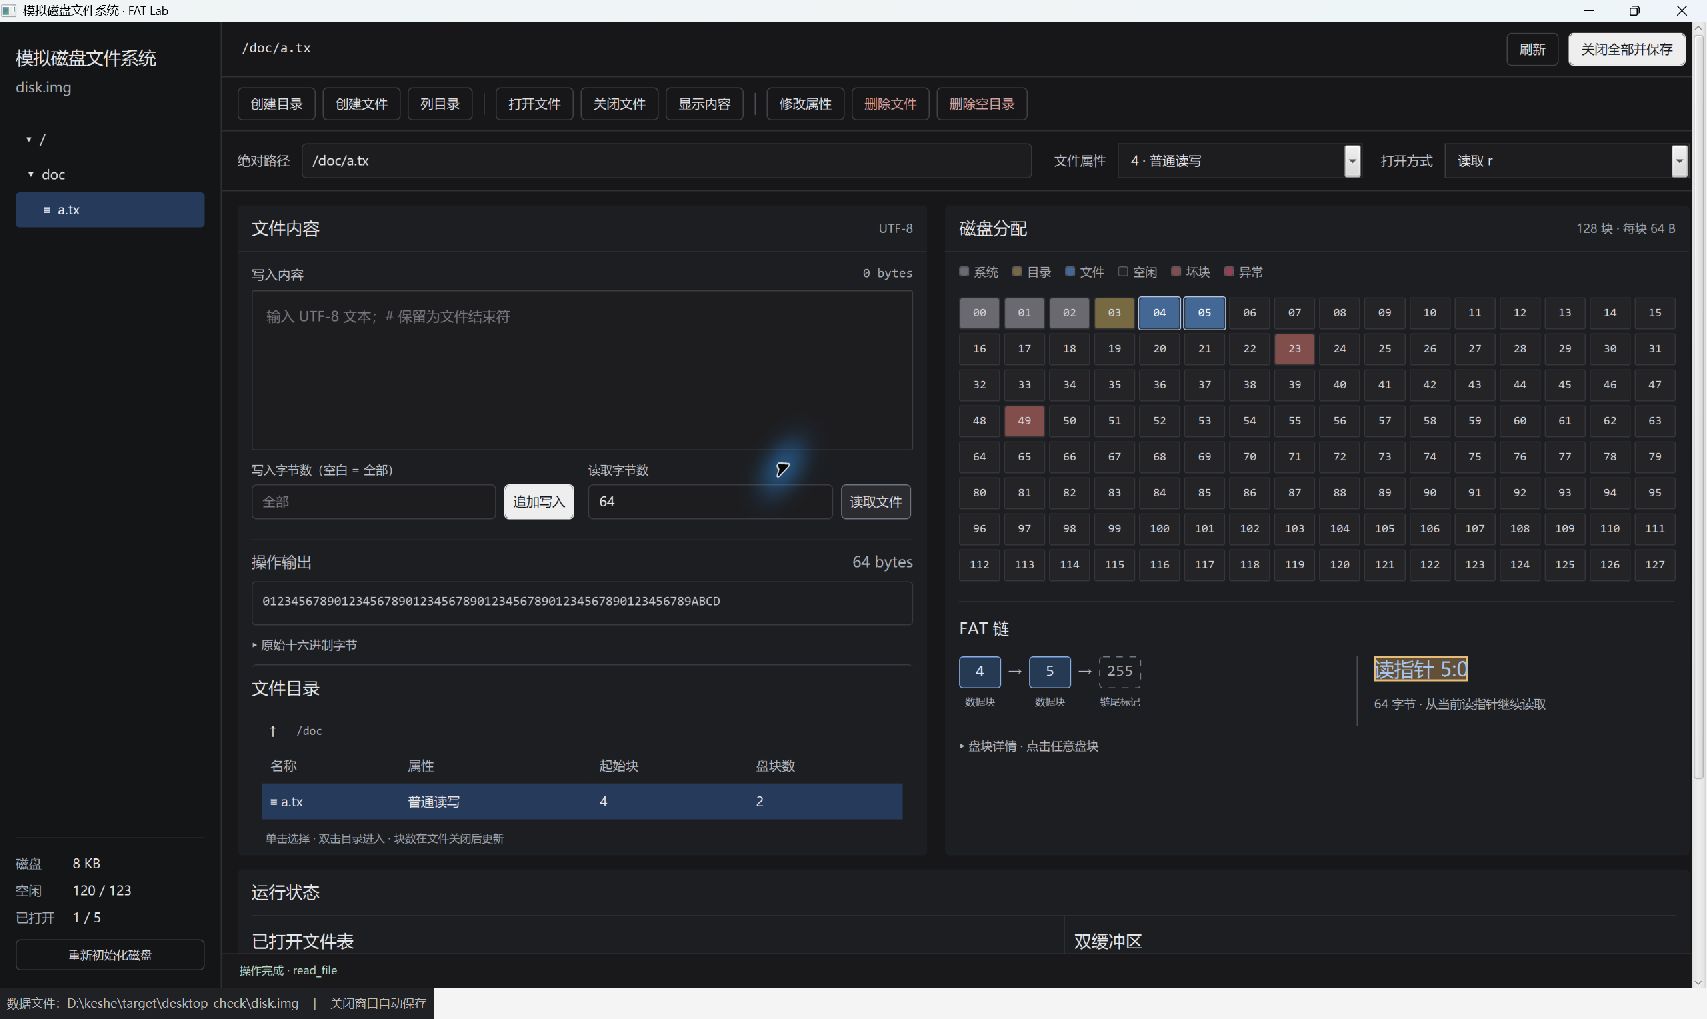 模拟磁盘文件系统 · FAT Lab
模拟磁盘文件系统
disk.img
/
doc
a.tx
磁盘 8 KB
空闲 120 / 123
已打开 1 / 5
重新初始化磁盘
/doc/a.tx
刷新 关闭全部并保存
创建目录 创建文件 列目录 打开文件 关闭文件 显示内容 修改属性 删除文件 删除空目录
绝对路径 /doc/a.tx 文件属性 4 · 普通读写 打开方式 读取 r
文件内容 UTF-8
写入内容 0 bytes
输入 UTF-8 文本；# 保留为文件结束符
写入字节数（空白 = 全部） 读取字节数
全部 追加写入 64 读取文件
操作输出 64 bytes
012345678901234567890123456789012345678901234567890123456789ABCD
原始十六进制字节
文件目录
↑ /doc
名称 属性 起始块 盘块数
a.tx 普通读写 4 2
单击选择 · 双击目录进入 · 块数在文件关闭后更新
磁盘分配 128 块 · 每块 64 B
系统 目录 文件 空闲 坏块 异常
00 01 02 03 04 05 06 07 08 09 10 11 12 13 14 15
16 17 18 19 20 21 22 23 24 25 26 27 28 29 30 31
32 33 34 35 36 37 38 39 40 41 42 43 44 45 46 47
48 49 50 51 52 53 54 55 56 57 58 59 60 61 62 63
64 65 66 67 68 69 70 71 72 73 74 75 76 77 78 79
80 81 82 83 84 85 86 87 88 89 90 91 92 93 94 95
96 97 98 99 100 101 102 103 104 105 106 107 108 109 110 111
112 113 114 115 116 117 118 119 120 121 122 123 124 125 126 127
FAT 链
4 → 5 → 255
数据块 数据块 链尾标记
读指针 5:0
64 字节 · 从当前读指针继续读取
盘块详情 · 点击任意盘块
运行状态
已打开文件表 双缓冲区
操作完成 · read_file
数据文件：D:\keshe\target\desktop_check\disk.img | 关闭窗口自动保存